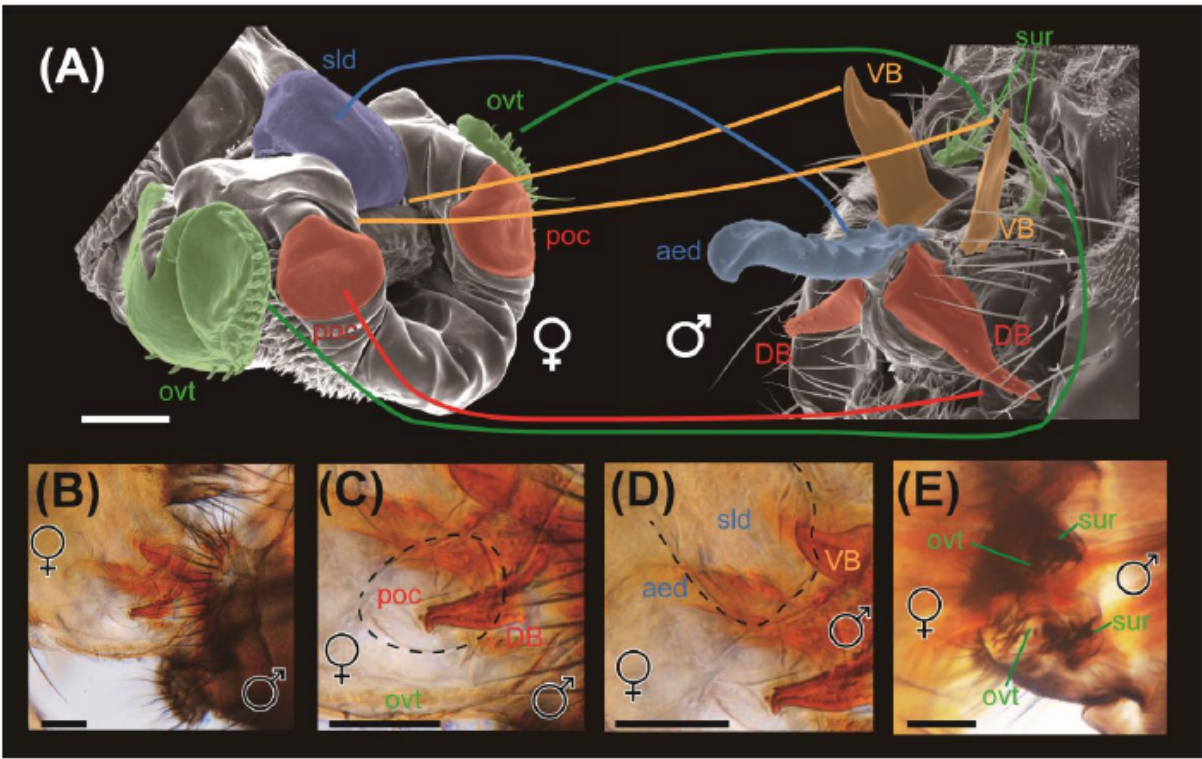 (A)
sld
ovt
poc
poc
ovt
♀
sur
VB
VB
aed
DB
DB
♂
(B)
♀
♂
(C)
poc
DB
♀
ovt
♂
(D)
sld
VB
aed
♂
♀
(E)
ovt
sur
♂
♀
sur
ovt